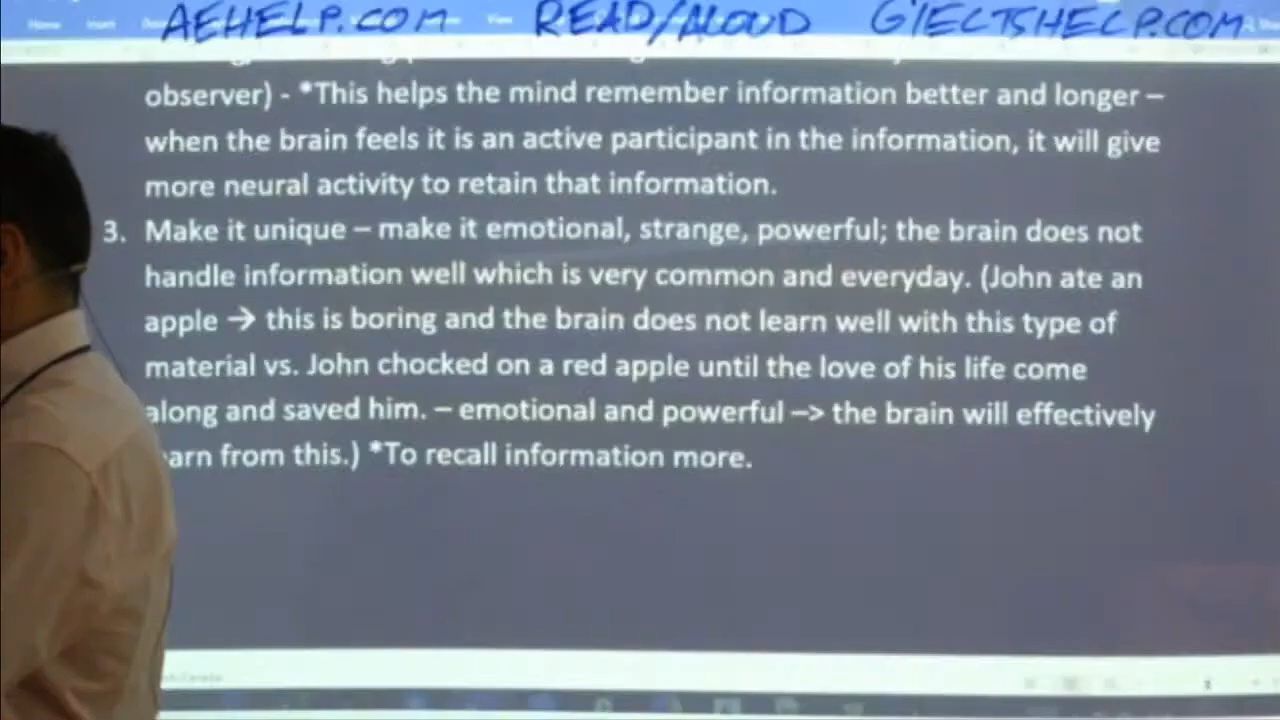 AEHELP.COM READ/ALOUD G/IELTSHELP.COM
Home Insert View
observer) - *This helps the mind remember information better and longer –
when the brain feels it is an active participant in the information, it will give
more neural activity to retain that information.
3. Make it unique – make it emotional, strange, powerful; the brain does not
handle information well which is very common and everyday. (John ate an
apple → this is boring and the brain does not learn well with this type of
material vs. John chocked on a red apple until the love of his life come
along and saved him. – emotional and powerful –> the brain will effectively
arn from this.) *To recall information more.